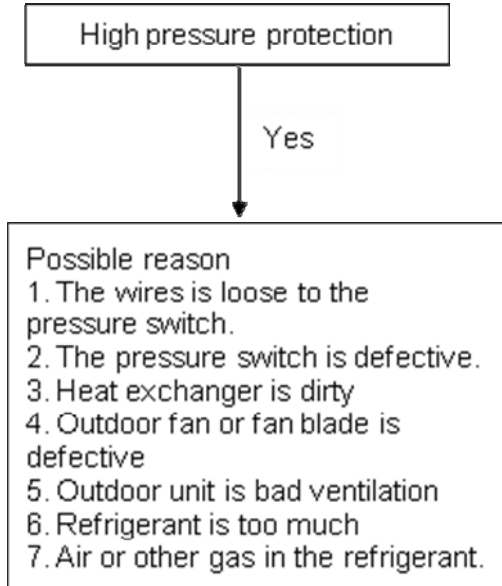 High pressure protection
Yes
Possible reason
1. The wires is loose to the
pressure switch.
2. The pressure switch is defective.
3. Heat exchanger is dirty
4. Outdoor fan or fan blade is
defective
5. Outdoor unit is bad ventilation
6. Refrigerant is too much
7. Air or other gas in the refrigerant.